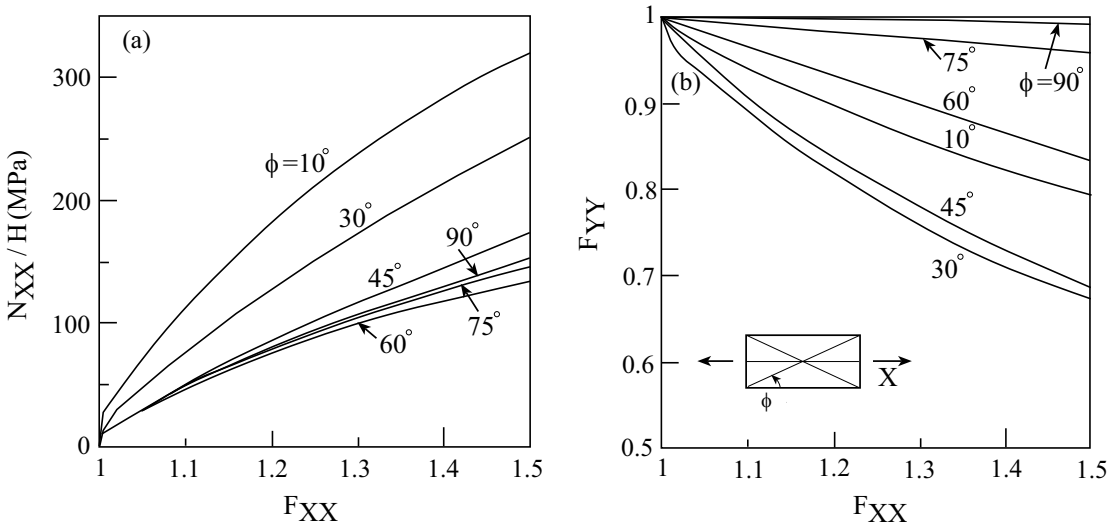 (a)
N_XX / H (MPa)
300
200
100
0
ϕ=10°
30°
45°
90°
75°
60°
1 1.1 1.2 1.3 1.4 1.5
F_XX
(b)
F_YY
1
0.9
0.8
0.7
0.6
0.5
75°
ϕ=90°
60°
10°
45°
30°
X
ϕ
1 1.1 1.2 1.3 1.4 1.5
F_XX